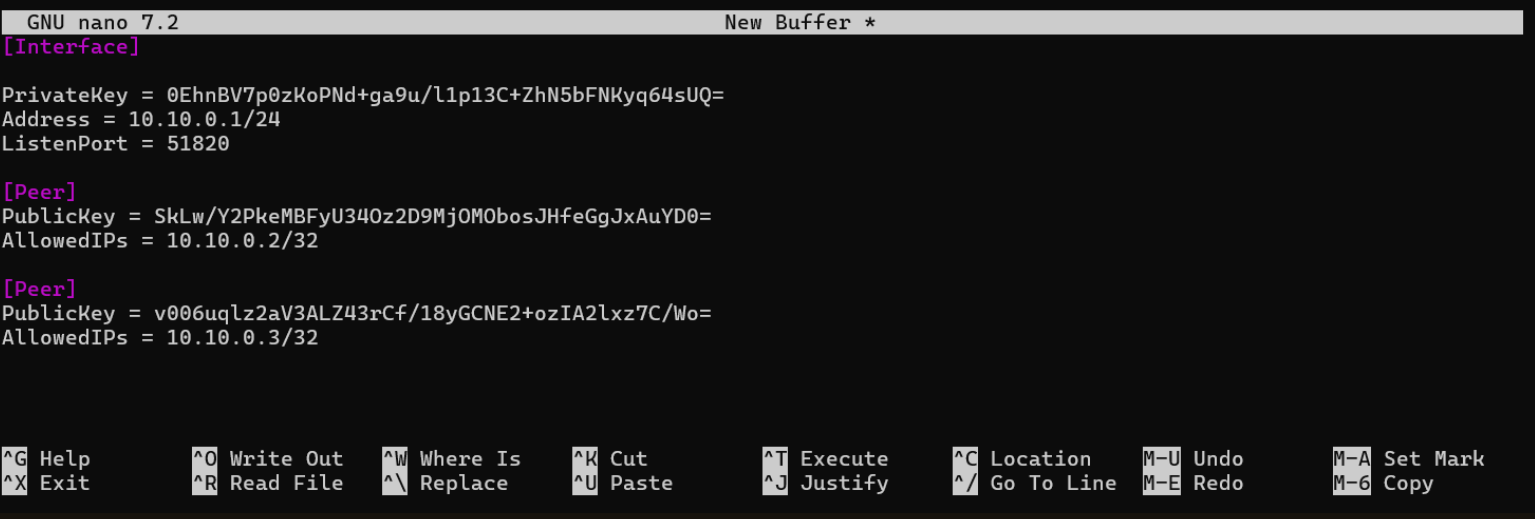 GNU nano 7.2 New Buffer *
[Interface]
PrivateKey = 0EhnBV7p0zKoPNd+ga9u/l1p13C+ZhN5bFNKyq64sUQ=
Address = 10.10.0.1/24
ListenPort = 51820
[Peer]
PublicKey = SkLw/Y2PkeMBFyU34Oz2D9MjOMObosJHfeGgJxAuYD0=
AllowedIPs = 10.10.0.2/32
[Peer]
PublicKey = v006uqlz2aV3ALZ43rCf/18yGCNE2+ozIA2lxz7C/Wo=
AllowedIPs = 10.10.0.3/32
^G Help ^O Write Out ^W Where Is ^K Cut ^T Execute ^C Location M-U Undo M-A Set Mark
^X Exit ^R Read File ^\ Replace ^U Paste ^J Justify ^/ Go To Line M-E Redo M-6 Copy